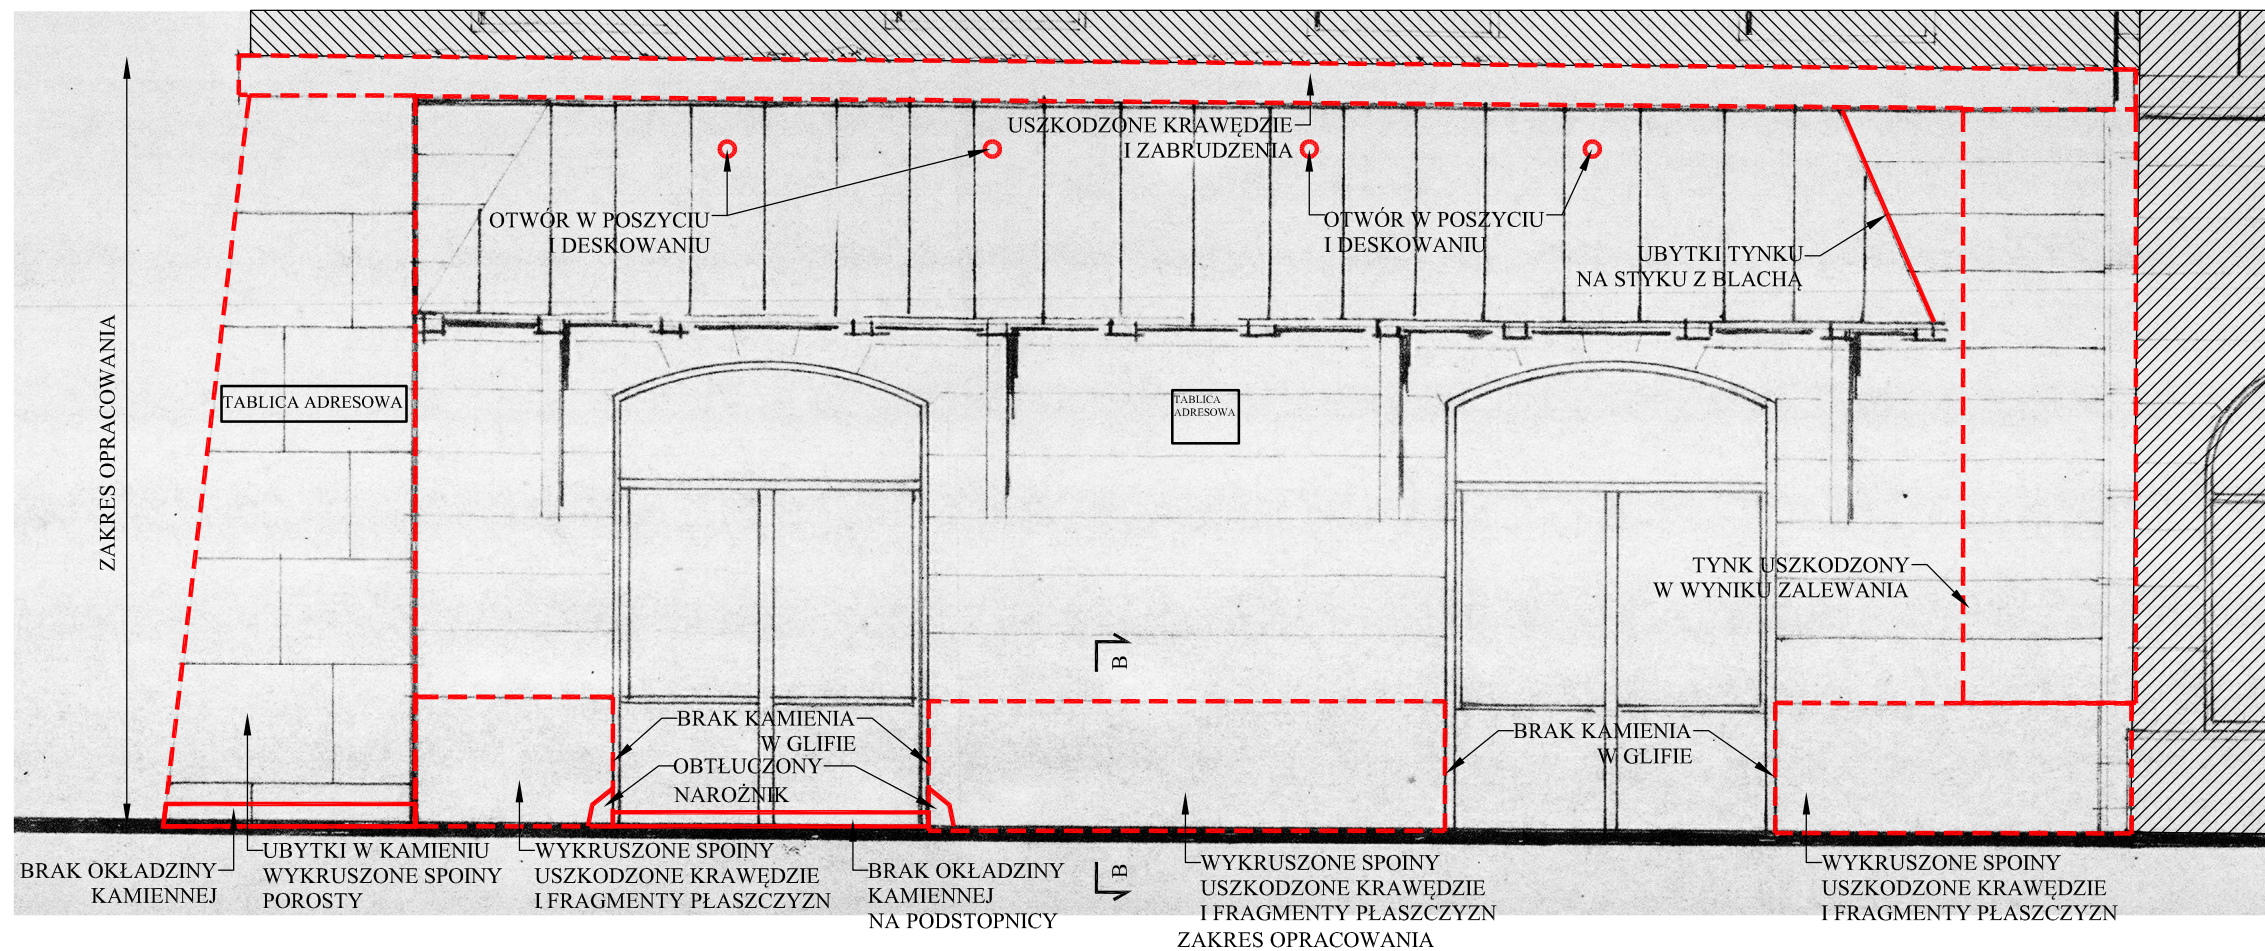 USZKODZONE KRAWĘDZIE
I ZABRUDZENIA
OTWÓR W POSZYCIU
I DESKOWANIU
OTWÓR W POSZYCIU
I DESKOWANIU
UBYTKI TYNKU
NA STYKU Z BLACHĄ
ZAKRES OPRACOWANIA
TABLICA ADRESOWA
TABLICA
ADRESOWA
TYNK USZKODZONY
W WYNIKU ZALEWANIA
B
BRAK KAMIENIA
W GLIFIE
OBTŁUCZONY
NAROŻNIK
BRAK KAMIENIA
W GLIFIE
BRAK OKŁADZINY
KAMIENNEJ
UBYTKI W KAMIENIU
WYKRUSZONE SPOINY
POROSTY
WYKRUSZONE SPOINY
USZKODZONE KRAWĘDZIE
I FRAGMENTY PŁASZCZYZN
BRAK OKŁADZINY
KAMIENNEJ
NA PODSTOPNICY
B
WYKRUSZONE SPOINY
USZKODZONE KRAWĘDZIE
I FRAGMENTY PŁASZCZYZN
ZAKRES OPRACOWANIA
WYKRUSZONE SPOINY
USZKODZONE KRAWĘDZIE
I FRAGMENTY PŁASZCZYZN